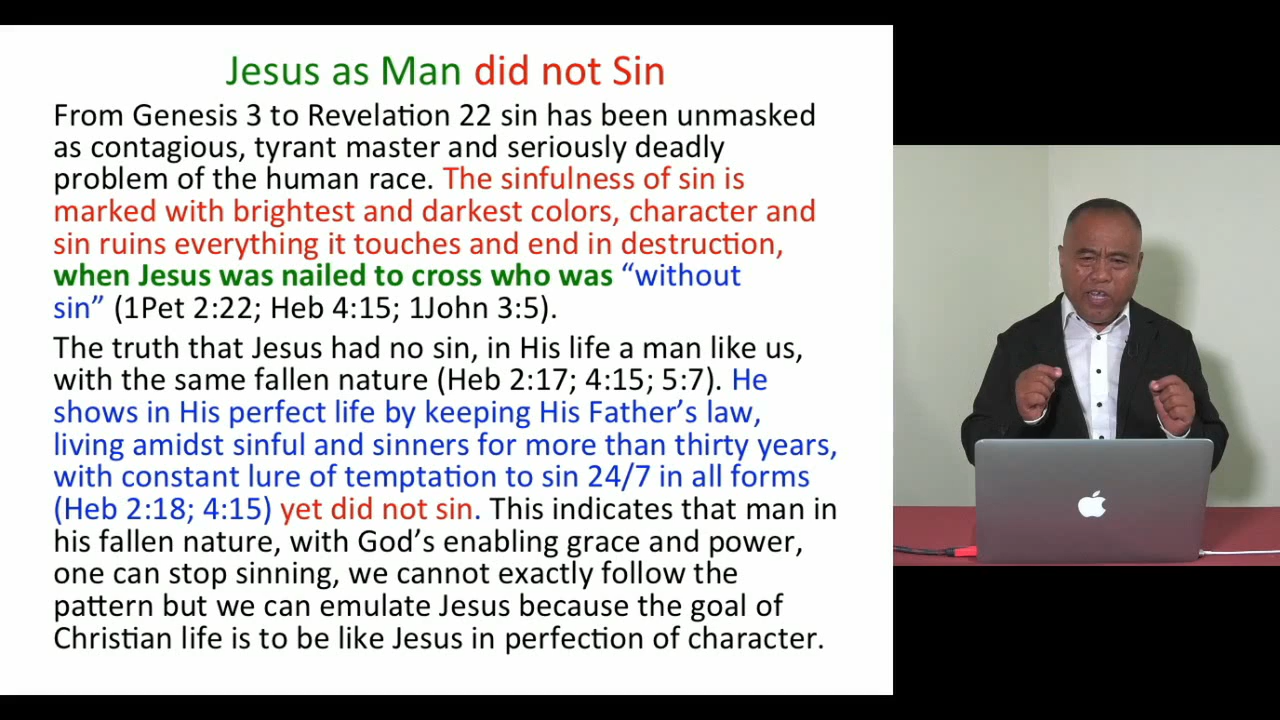 Jesus as Man did not Sin
From Genesis 3 to Revelation 22 sin has been unmasked
as contagious, tyrant master and seriously deadly
problem of the human race. The sinfulness of sin is
marked with brightest and darkest colors, character and
sin ruins everything it touches and end in destruction,
when Jesus was nailed to cross who was “without
sin” (1Pet 2:22; Heb 4:15; 1John 3:5).
The truth that Jesus had no sin, in His life a man like us,
with the same fallen nature (Heb 2:17; 4:15; 5:7). He
shows in His perfect life by keeping His Father’s law,
living amidst sinful and sinners for more than thirty years,
with constant lure of temptation to sin 24/7 in all forms
(Heb 2:18; 4:15) yet did not sin. This indicates that man in
his fallen nature, with God’s enabling grace and power,
one can stop sinning, we cannot exactly follow the
pattern but we can emulate Jesus because the goal of
Christian life is to be like Jesus in perfection of character.